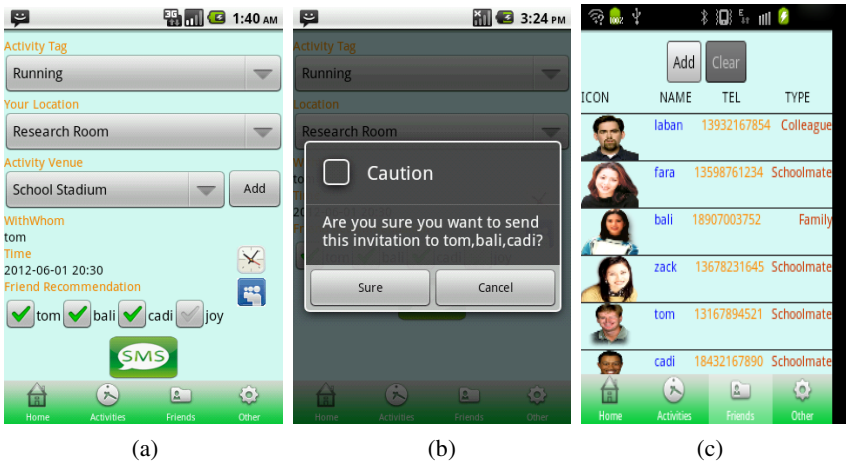 3G 1:40 AM
Activity Tag
Running
Your Location
Research Room
Activity Venue
School Stadium Add
WithWhom
tom
Time
2012-06-01 20:30
Friend Recommendation
tom bali cadi joy
SMS
Home Activities Friends Other
(a)
3:24 PM
Activity Tag
Running
Location
Research Room
Caution
Are you sure you want to send
this invitation to tom,bali,cadi?
Sure Cancel
Home Activities Friends Other
(b)
100% E
Add Clear
ICON NAME TEL TYPE
laban 13932167854 Colleague
fara 13598761234 Schoolmate
bali 18907003752 Family
zack 13678231645 Schoolmate
tom 13167894521 Schoolmate
cadi 18432167890 Schoolmate
Home Activities Friends Other
(c)